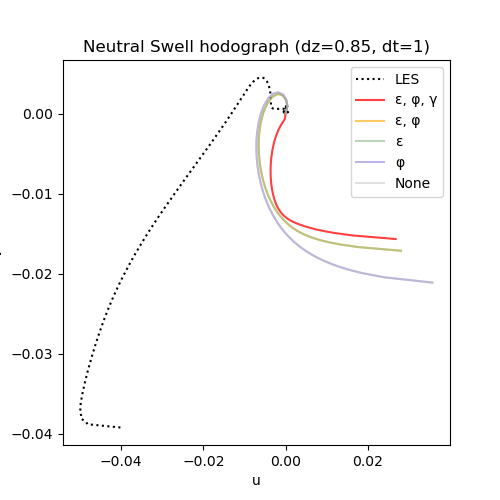 Neutral Swell hodograph (dz=0.85, dt=1)
LES
ε, φ, γ
ε, φ
ε
φ
None
0.00
−0.01
−0.02
−0.03
−0.04
−0.04
−0.02
0.00
0.02
u